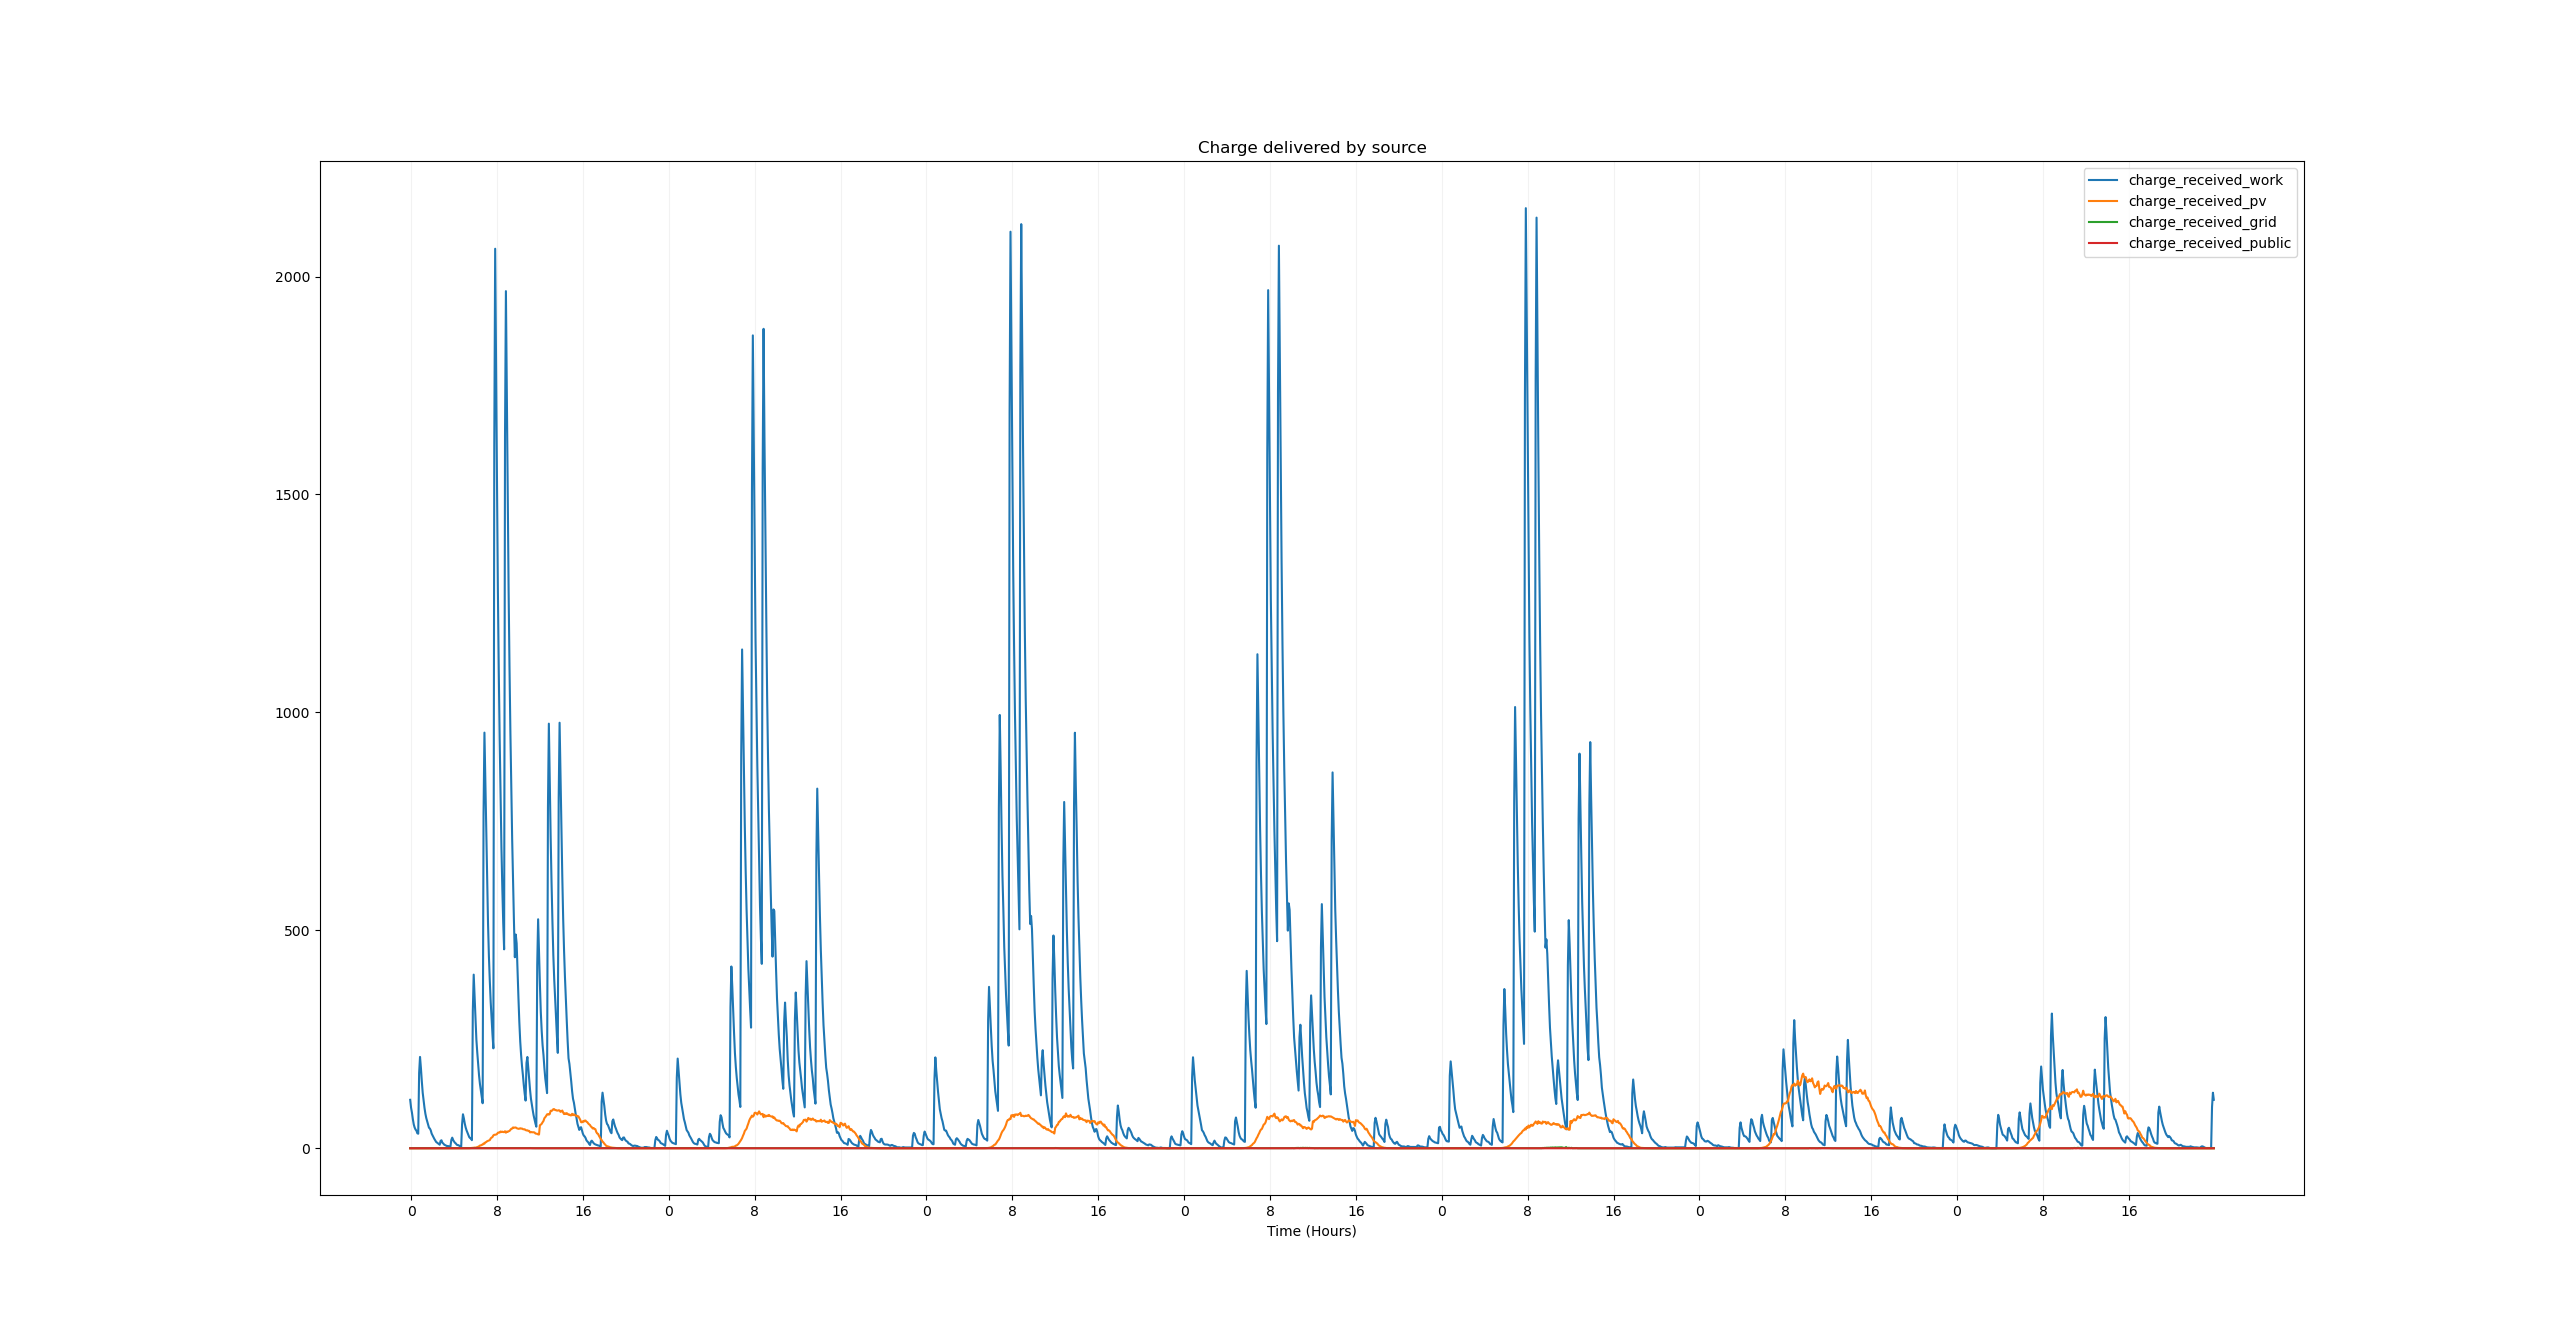 Charge delivered by source
charge_received_work
charge_received_pv
charge_received_grid
charge_received_public
2000
1500
1000
500
0
0 8 16 0 8 16 0 8 16 0 8 16 0 8 16 0 8 16 0 8 16
Time (Hours)